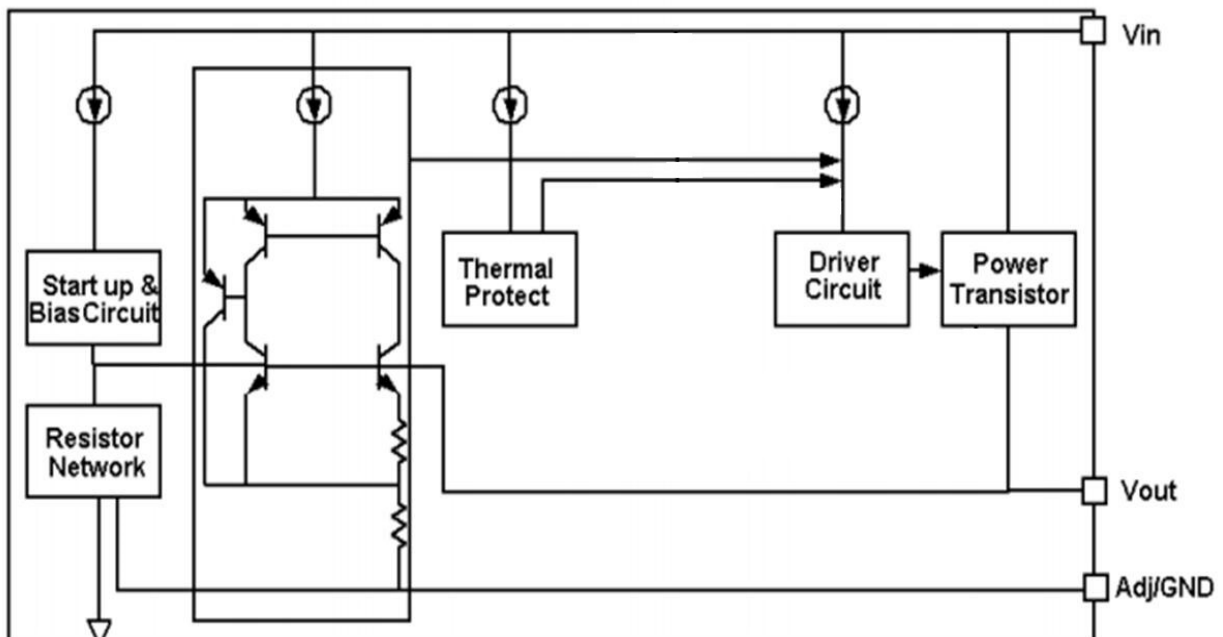 Vin
Start up &
Bias Circuit
Thermal
Protect
Driver
Circuit
Power
Transistor
Resistor
Network
Vout
Adj/GND